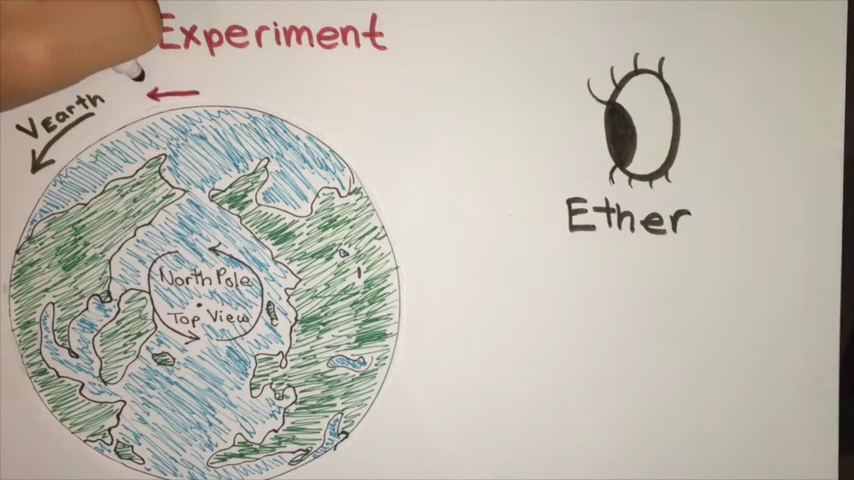 Experiment
VEarth
Ether
North Pole
Top View